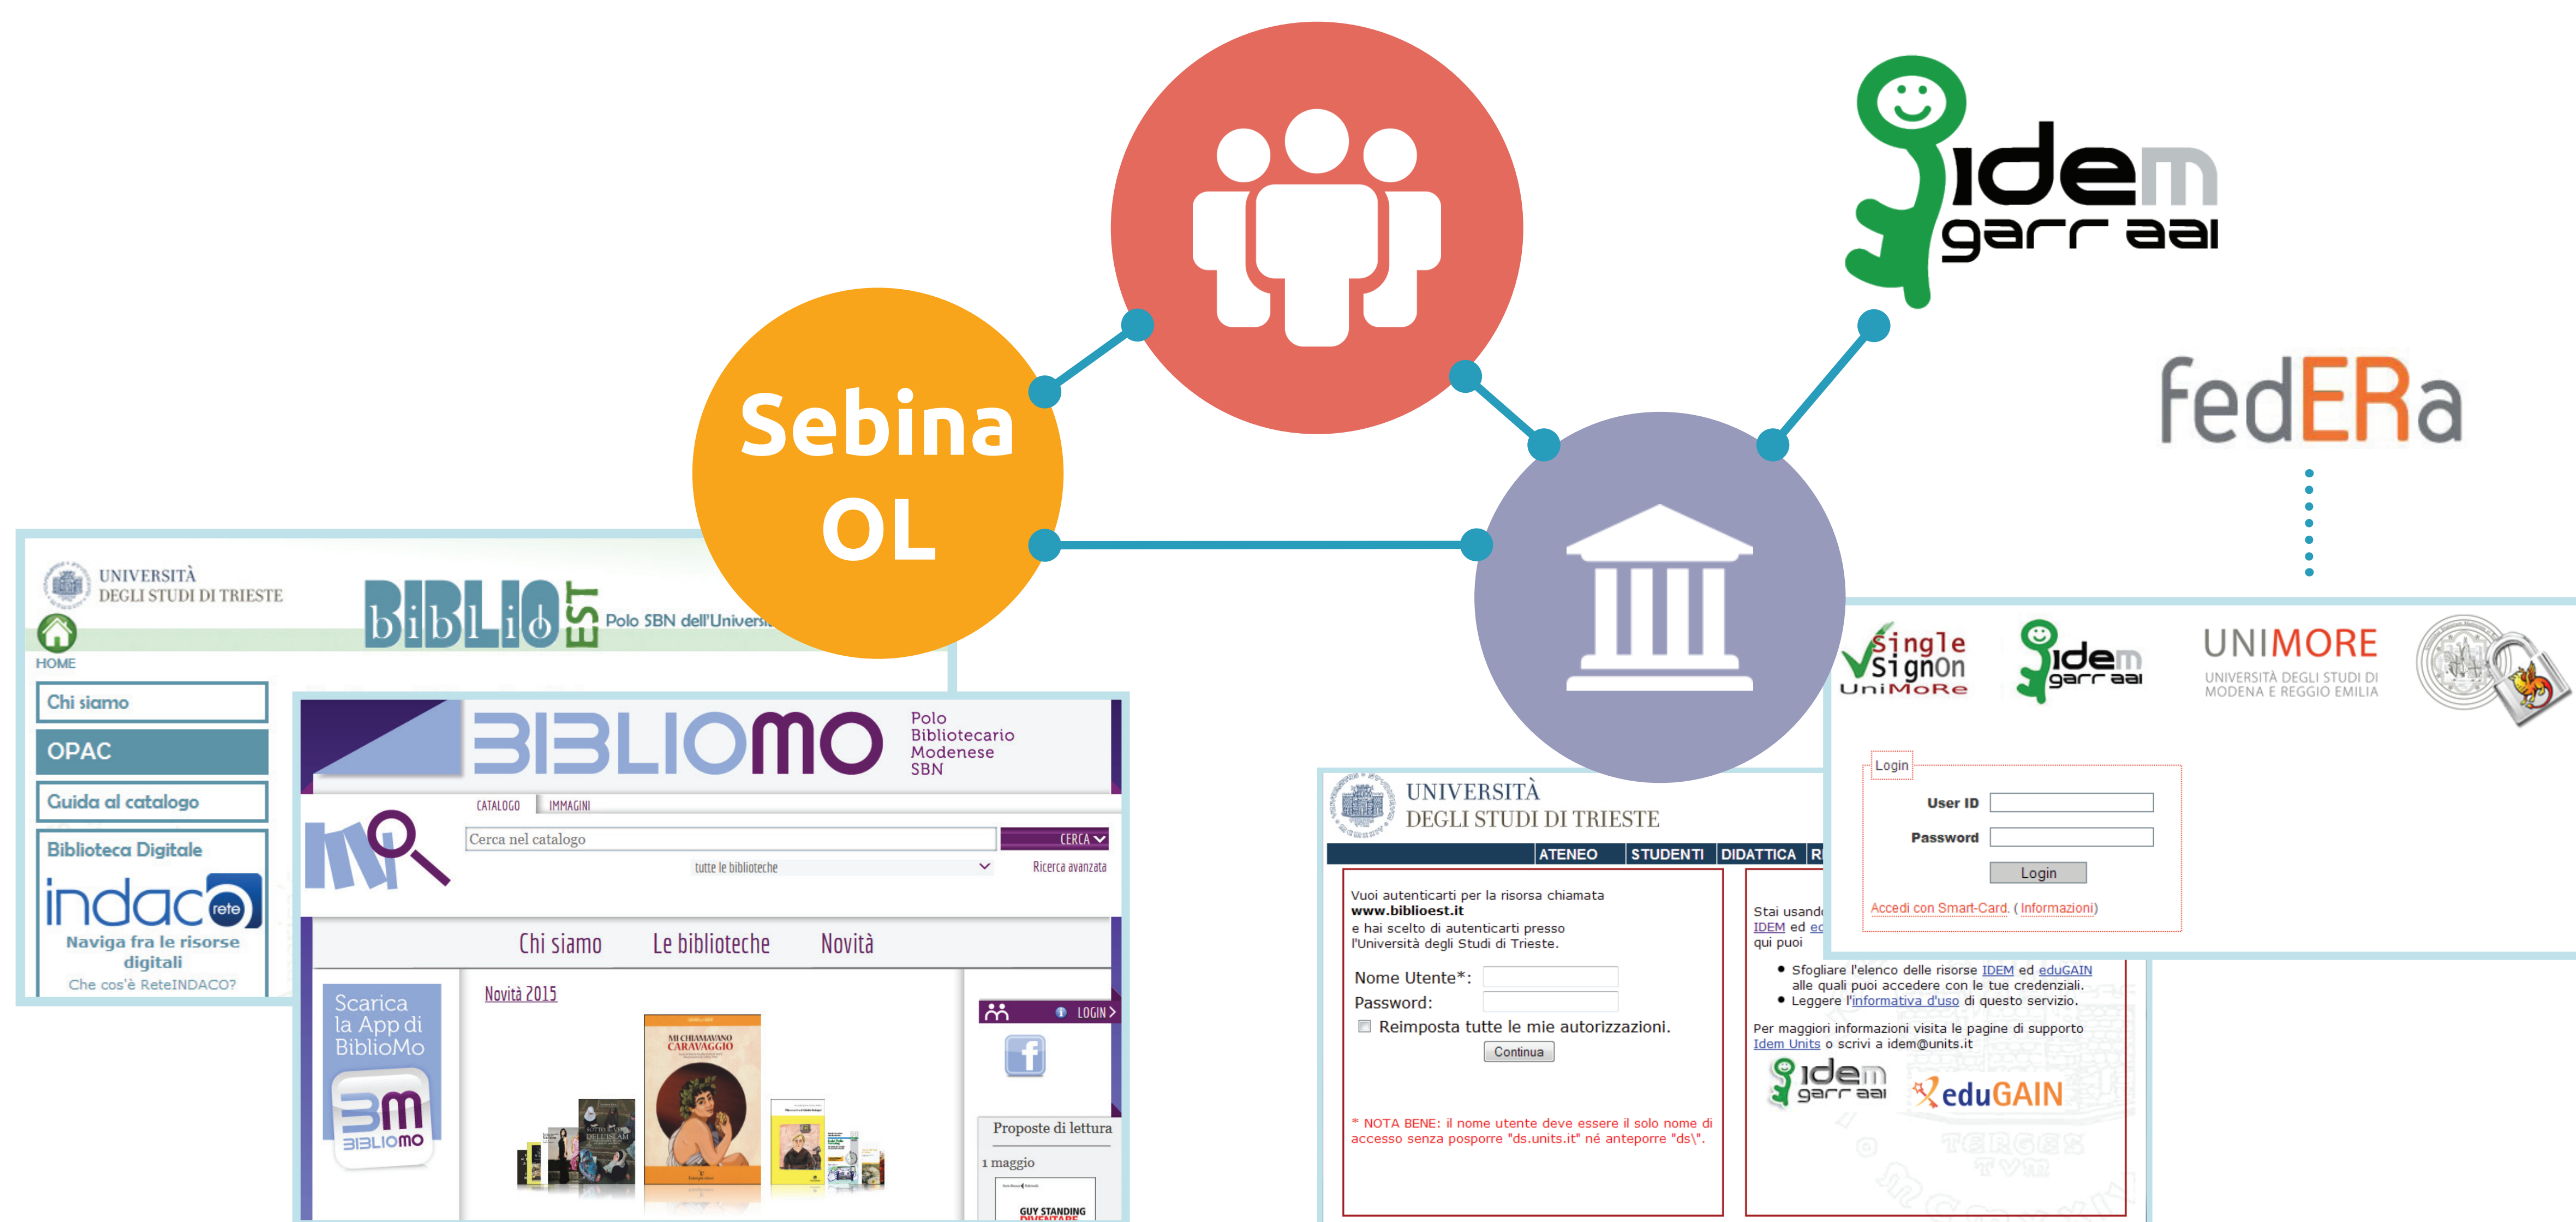 idem
garr aai
fedERa
Sebina
OL
UNIVERSITÀ
DEGLI STUDI DI TRIESTE
BIBLIO EST
Polo SBN dell'Univers
HOME
Chi siamo
OPAC
Guida al catalogo
Biblioteca Digitale
indaco
rete
Naviga fra le risorse
digitali
Che cos'è ReteINDACO?
BIBLIOMO
Polo
Bibliotecario
Modenese
SBN
CATALOGO IMMAGINI
Cerca nel catalogo
CERCA
tutte le biblioteche
Ricerca avanzata
Chi siamo Le biblioteche Novità
Scarica
la App di
BiblioMo
BM
BIBLIOMO
Novità 2015
MI CHIAMAVANO
CARAVAGGIO
DELL'ISLAM
LOGIN >
f
Proposte di lettura
1 maggio
GUY STANDING
DIVENTARE
UNIVERSITÀ
DEGLI STUDI DI TRIESTE
ATENEO STUDENTI DIDATTICA
Vuoi autenticarti per la risorsa chiamata
www.biblioest.it
e hai scelto di autenticarti presso
l'Università degli Studi di Trieste.
Nome Utente*:
Password:
Reimposta tutte le mie autorizzazioni.
Continua
* NOTA BENE: il nome utente deve essere il solo nome di
accesso senza posporre "ds.units.it" né anteporre "ds\".
Stai usand
IDEM ed
qui puoi
• Sfogliare l'elenco delle risorse IDEM ed eduGAIN
alle quali puoi accedere con le tue credenziali.
• Leggere l'informativa d'uso di questo servizio.
Per maggiori informazioni visita le pagine di supporto
Idem Units o scrivi a idem@units.it
idem
garr aai
eduGAIN
TERGES
TVM
Single
SignOn
UniMoRe
idem
garr aai
UNIMORE
UNIVERSITÀ DEGLI STUDI DI
MODENA E REGGIO EMILIA
Login
User ID
Password
Login
Accedi con Smart-Card. ( Informazioni)